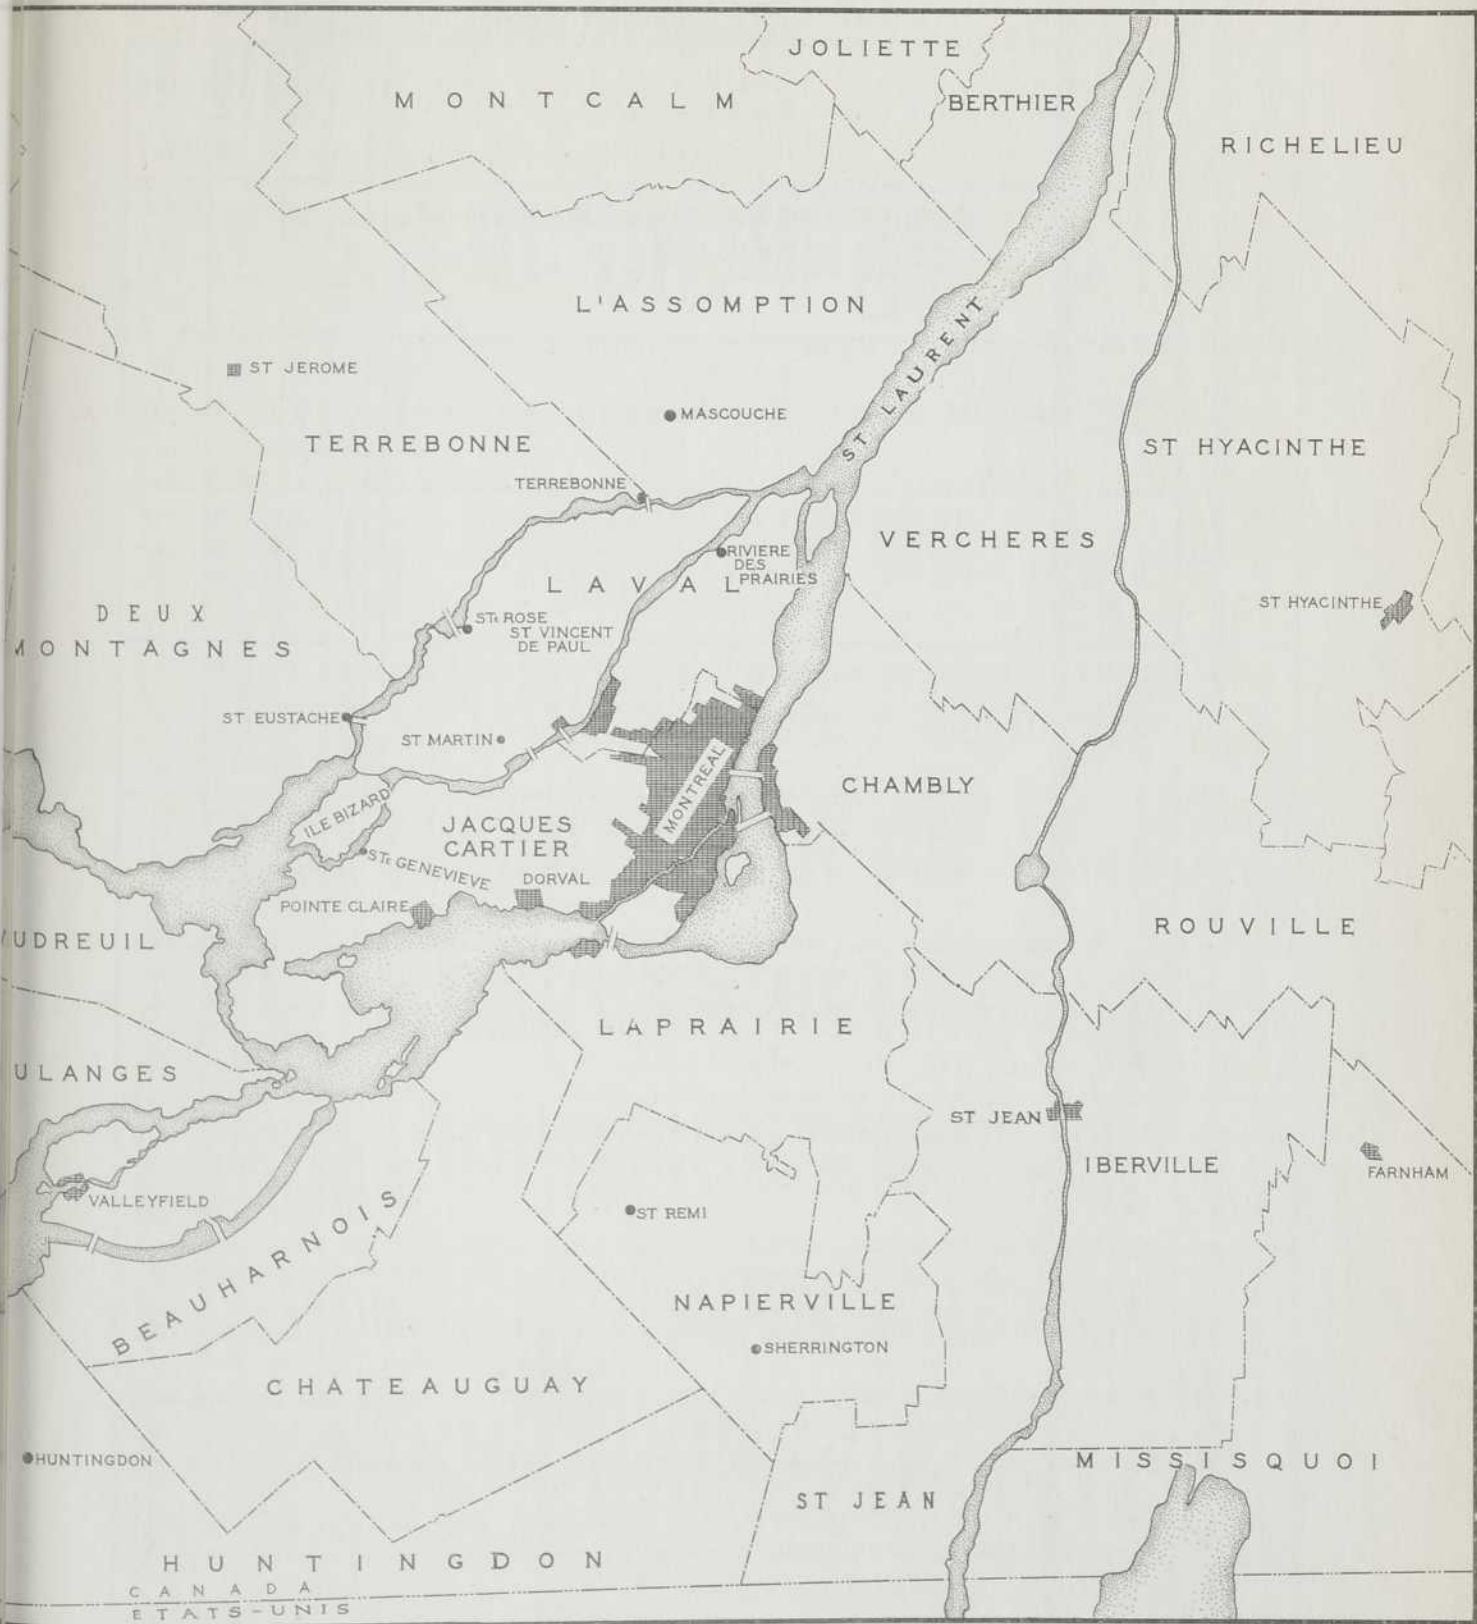 JOLIETTE
MONTCALM
BERTHIER
RICHELIEU
L'ASSOMPTION
ST LAURENT
ST JEROME
MASCOUCHE
TERREBONNE
ST HYACINTHE
TERREBONNE
VERCHERES
RIVIERE
DES
PRAIRIES
LAVAL
ST HYACINTHE
DEUX
MONTAGNES
STE ROSE
ST VINCENT
DE PAUL
ST EUSTACHE
ST MARTIN
MONTREAL
CHAMBLY
ILE BIZARD
JACQUES
CARTIER
STE GENEVIEVE
DORVAL
POINTE CLAIRE
UDREUIL
ROUVILLE
LAPRAIRIE
ULANGES
ST JEAN
IBERVILLE
FARNHAM
VALLEYFIELD
ST REMI
BEAUHARNOIS
NAPIERVILLE
SHERRINGTON
CHATEAUGUAY
HUNTINGDON
MISSISQUOI
ST JEAN
HUNTINGDON
CANADA
ETATS-UNIS